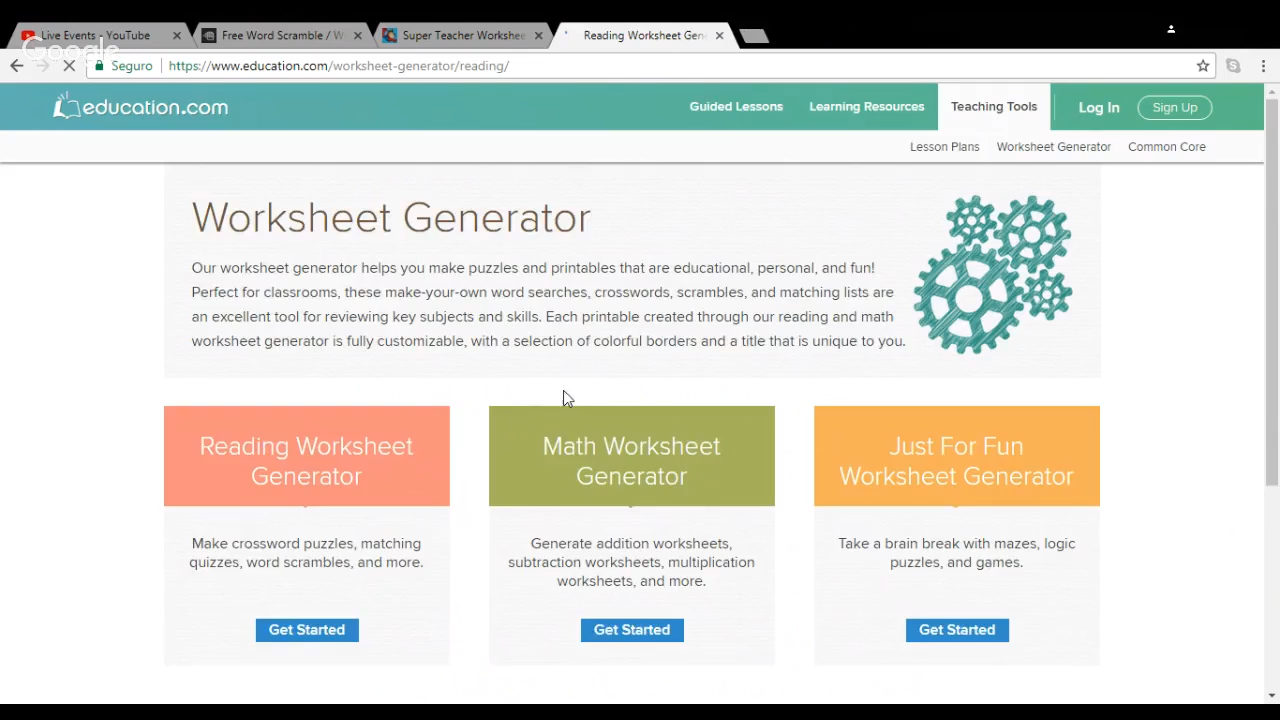 Live Events - YouTube
Free Word Scramble / W
Super Teacher Workshee
Reading Worksheet Gen
Google
Seguro
https://www.education.com/worksheet-generator/reading/
education.com
Guided Lessons
Learning Resources
Teaching Tools
Log In
Sign Up
Lesson Plans
Worksheet Generator
Common Core
Worksheet Generator
Our worksheet generator helps you make puzzles and printables that are educational, personal, and fun!
Perfect for classrooms, these make-your-own word searches, crosswords, scrambles, and matching lists are
an excellent tool for reviewing key subjects and skills. Each printable created through our reading and math
worksheet generator is fully customizable, with a selection of colorful borders and a title that is unique to you.
Reading Worksheet
Generator
Make crossword puzzles, matching
quizzes, word scrambles, and more.
Get Started
Math Worksheet
Generator
Generate addition worksheets,
subtraction worksheets, multiplication
worksheets, and more.
Get Started
Just For Fun
Worksheet Generator
Take a brain break with mazes, logic
puzzles, and games.
Get Started